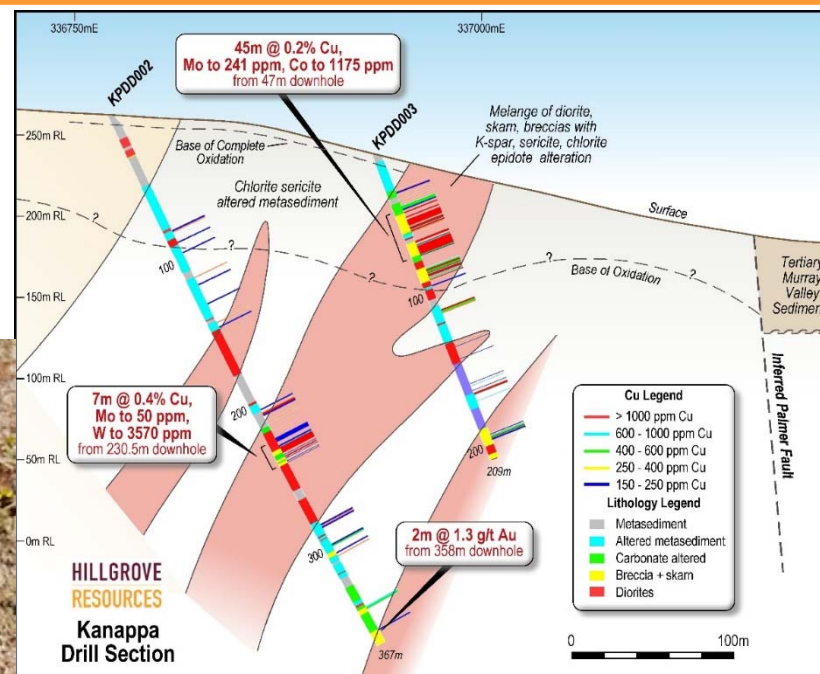 336750mE
337000mE
45m @ 0.2% Cu,
Mo to 241 ppm, Co to 1175 ppm
from 47m downhole
KPDD002
KPDD003
Melange of diorite,
skarn, breccias with
K-spar, sericite, chlorite
epidote alteration
250m RL
Base of Complete
Oxidation
Chlorite sericite
altered metasediment
200m RL
Surface
?
?
?
?
?
100
Base of Oxidation
Tertiary
Murray
Valley
Sediment
150m RL
100
Inferred Palmer Fault
100m RL
7m @ 0.4% Cu,
Mo to 50 ppm,
W to 3570 ppm
from 230.5m downhole
200
200
209m
50m RL
Cu Legend
> 1000 ppm Cu
600 - 1000 ppm Cu
400 - 600 ppm Cu
250 - 400 ppm Cu
150 - 250 ppm Cu
Lithology Legend
Metasediment
Altered metasediment
Carbonate altered
Breccia + skarn
Diorites
0m RL
300
2m @ 1.3 g/t Au
from 358m downhole
367m
HILLGROVE
RESOURCES
Kanappa
Drill Section
0
100m